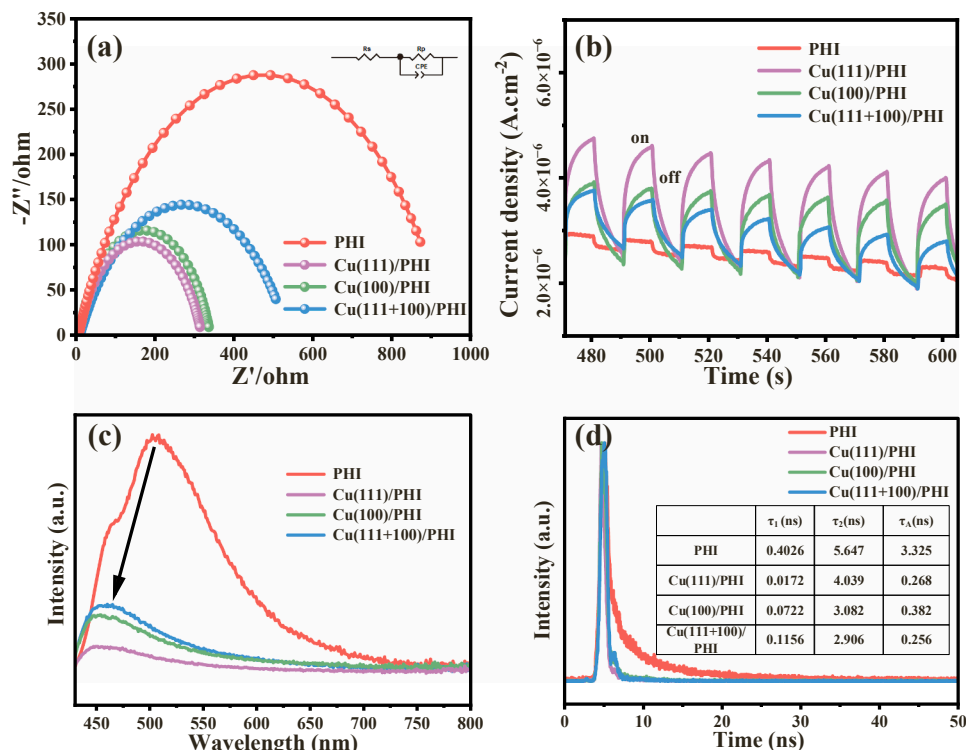 (a)
Rs
Rp
CPE
350
300
250
200
150
100
50
0
-Z''/ohm
PHI
Cu(111)/PHI
Cu(100)/PHI
Cu(111+100)/PHI
0 200 400 600 800 1000
Z'/ohm
(b)
PHI
Cu(111)/PHI
Cu(100)/PHI
Cu(111+100)/PHI
on
off
6.0×10⁻⁶
4.0×10⁻⁶
2.0×10⁻⁶
Current density (A.cm⁻²)
480 500 520 540 560 580 600
Time (s)
(c)
PHI
Cu(111)/PHI
Cu(100)/PHI
Cu(111+100)/PHI
Intensity (a.u.)
450 500 550 600 650 700 750 800
Wavelength (nm)
(d)
PHI
Cu(111)/PHI
Cu(100)/PHI
Cu(111+100)/PHI
τ₁ (ns) τ₂(ns) τA(ns)
PHI 0.4026 5.647 3.325
Cu(111)/PHI 0.0172 4.039 0.268
Cu(100)/PHI 0.0722 3.082 0.382
Cu(111+100)/
PHI 0.1156 2.906 0.256
Intensity (a.u.)
0 10 20 30 40 50
Time (ns)